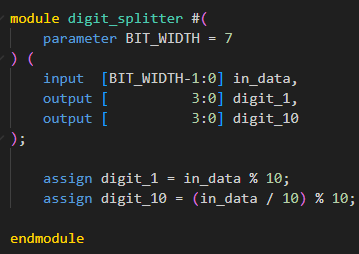 module digit_splitter #(
    parameter BIT_WIDTH = 7
) (
    input  [BIT_WIDTH-1:0] in_data,
    output [          3:0] digit_1,
    output [          3:0] digit_10
);

    assign digit_1 = in_data % 10;
    assign digit_10 = (in_data / 10) % 10;

endmodule